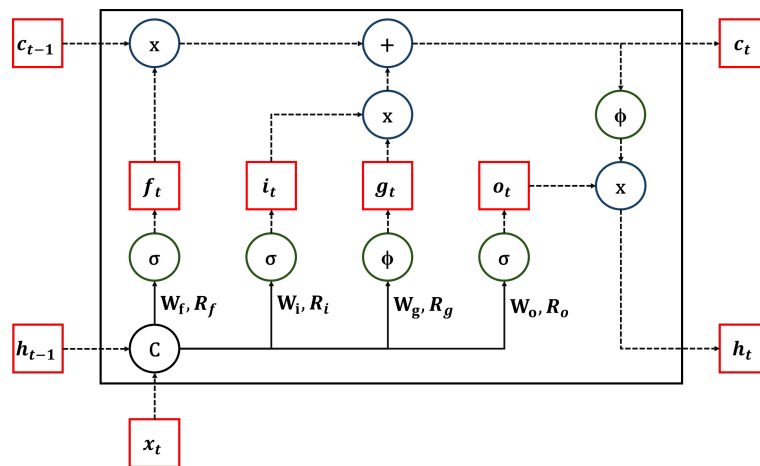 c_{t−1} x + c_t
x ϕ
f_t i_t g_t o_t x
σ σ ϕ σ
W_f, R_f W_i, R_i W_g, R_g W_o, R_o
h_{t−1} C h_t
x_t